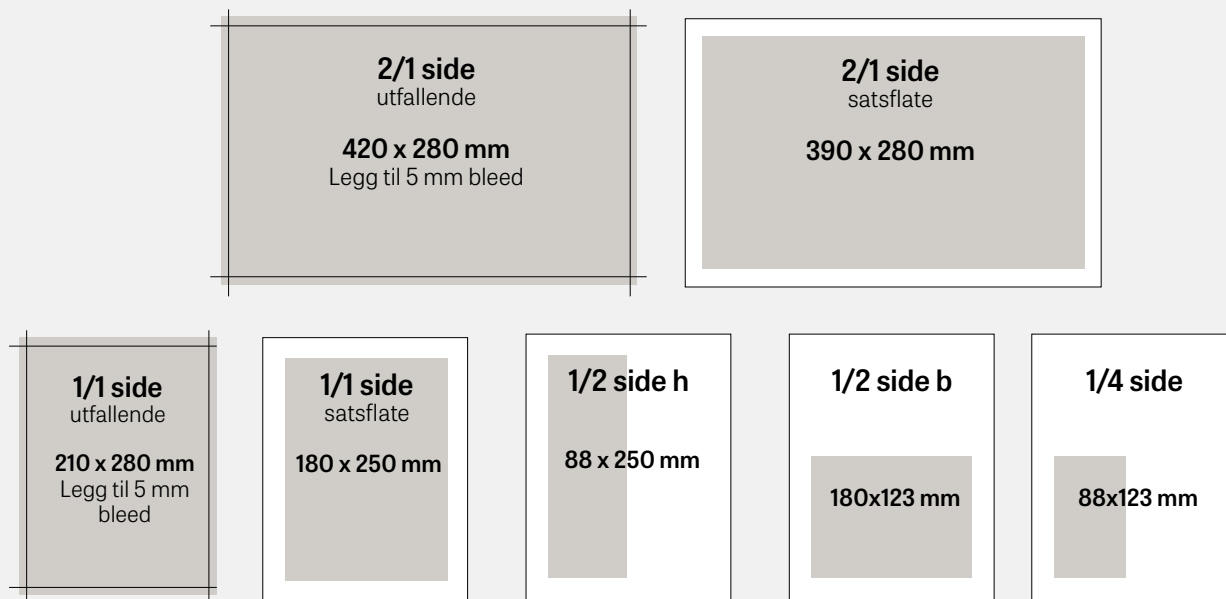 2/1 side
utfallende
420 x 280 mm
Legg til 5 mm bleed
2/1 side
satsflate
390 x 280 mm
1/1 side
utfallende
210 x 280 mm
Legg til 5 mm
bleed
1/1 side
satsflate
180 x 250 mm
1/2 side h
88 x 250 mm
1/2 side b
180x123 mm
1/4 side
88x123 mm